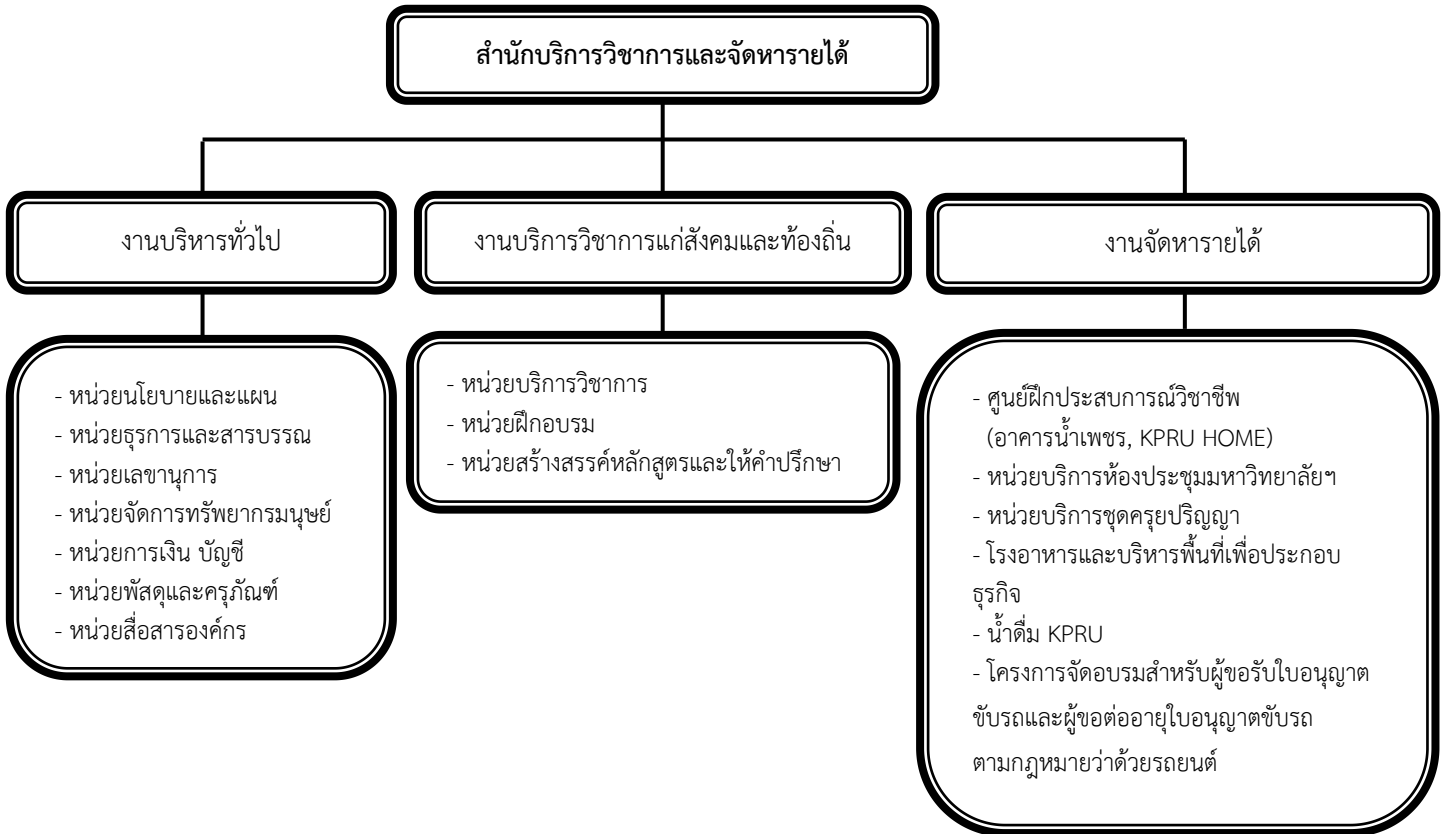 สำนักบริการวิชาการและจัดหารายได้
งานบริหารทั่วไป
งานบริการวิชาการแก่สังคมและท้องถิ่น
งานจัดหารายได้
- หน่วยนโยบายและแผน
- หน่วยธุรการและสารบรรณ
- หน่วยเลขานุการ
- หน่วยจัดการทรัพยากรมนุษย์
- หน่วยการเงิน บัญชี
- หน่วยพัสดุและครุภัณฑ์
- หน่วยสื่อสารองค์กร
- หน่วยบริการวิชาการ
- หน่วยฝึกอบรม
- หน่วยสร้างสรรค์หลักสูตรและให้คำปรึกษา
- ศูนย์ฝึกประสบการณ์วิชาชีพ
(อาคารน้ำเพชร, KPRU HOME)
- หน่วยบริการห้องประชุมมหาวิทยาลัยฯ
- หน่วยบริการชุดครุยปริญญา
- โรงอาหารและบริหารพื้นที่เพื่อประกอบ
ธุรกิจ
- น้ำดื่ม KPRU
- โครงการจัดอบรมสำหรับผู้ขอรับใบอนุญาต
ขับรถและผู้ขอต่ออายุใบอนุญาตขับรถ
ตามกฎหมายว่าด้วยรถยนต์